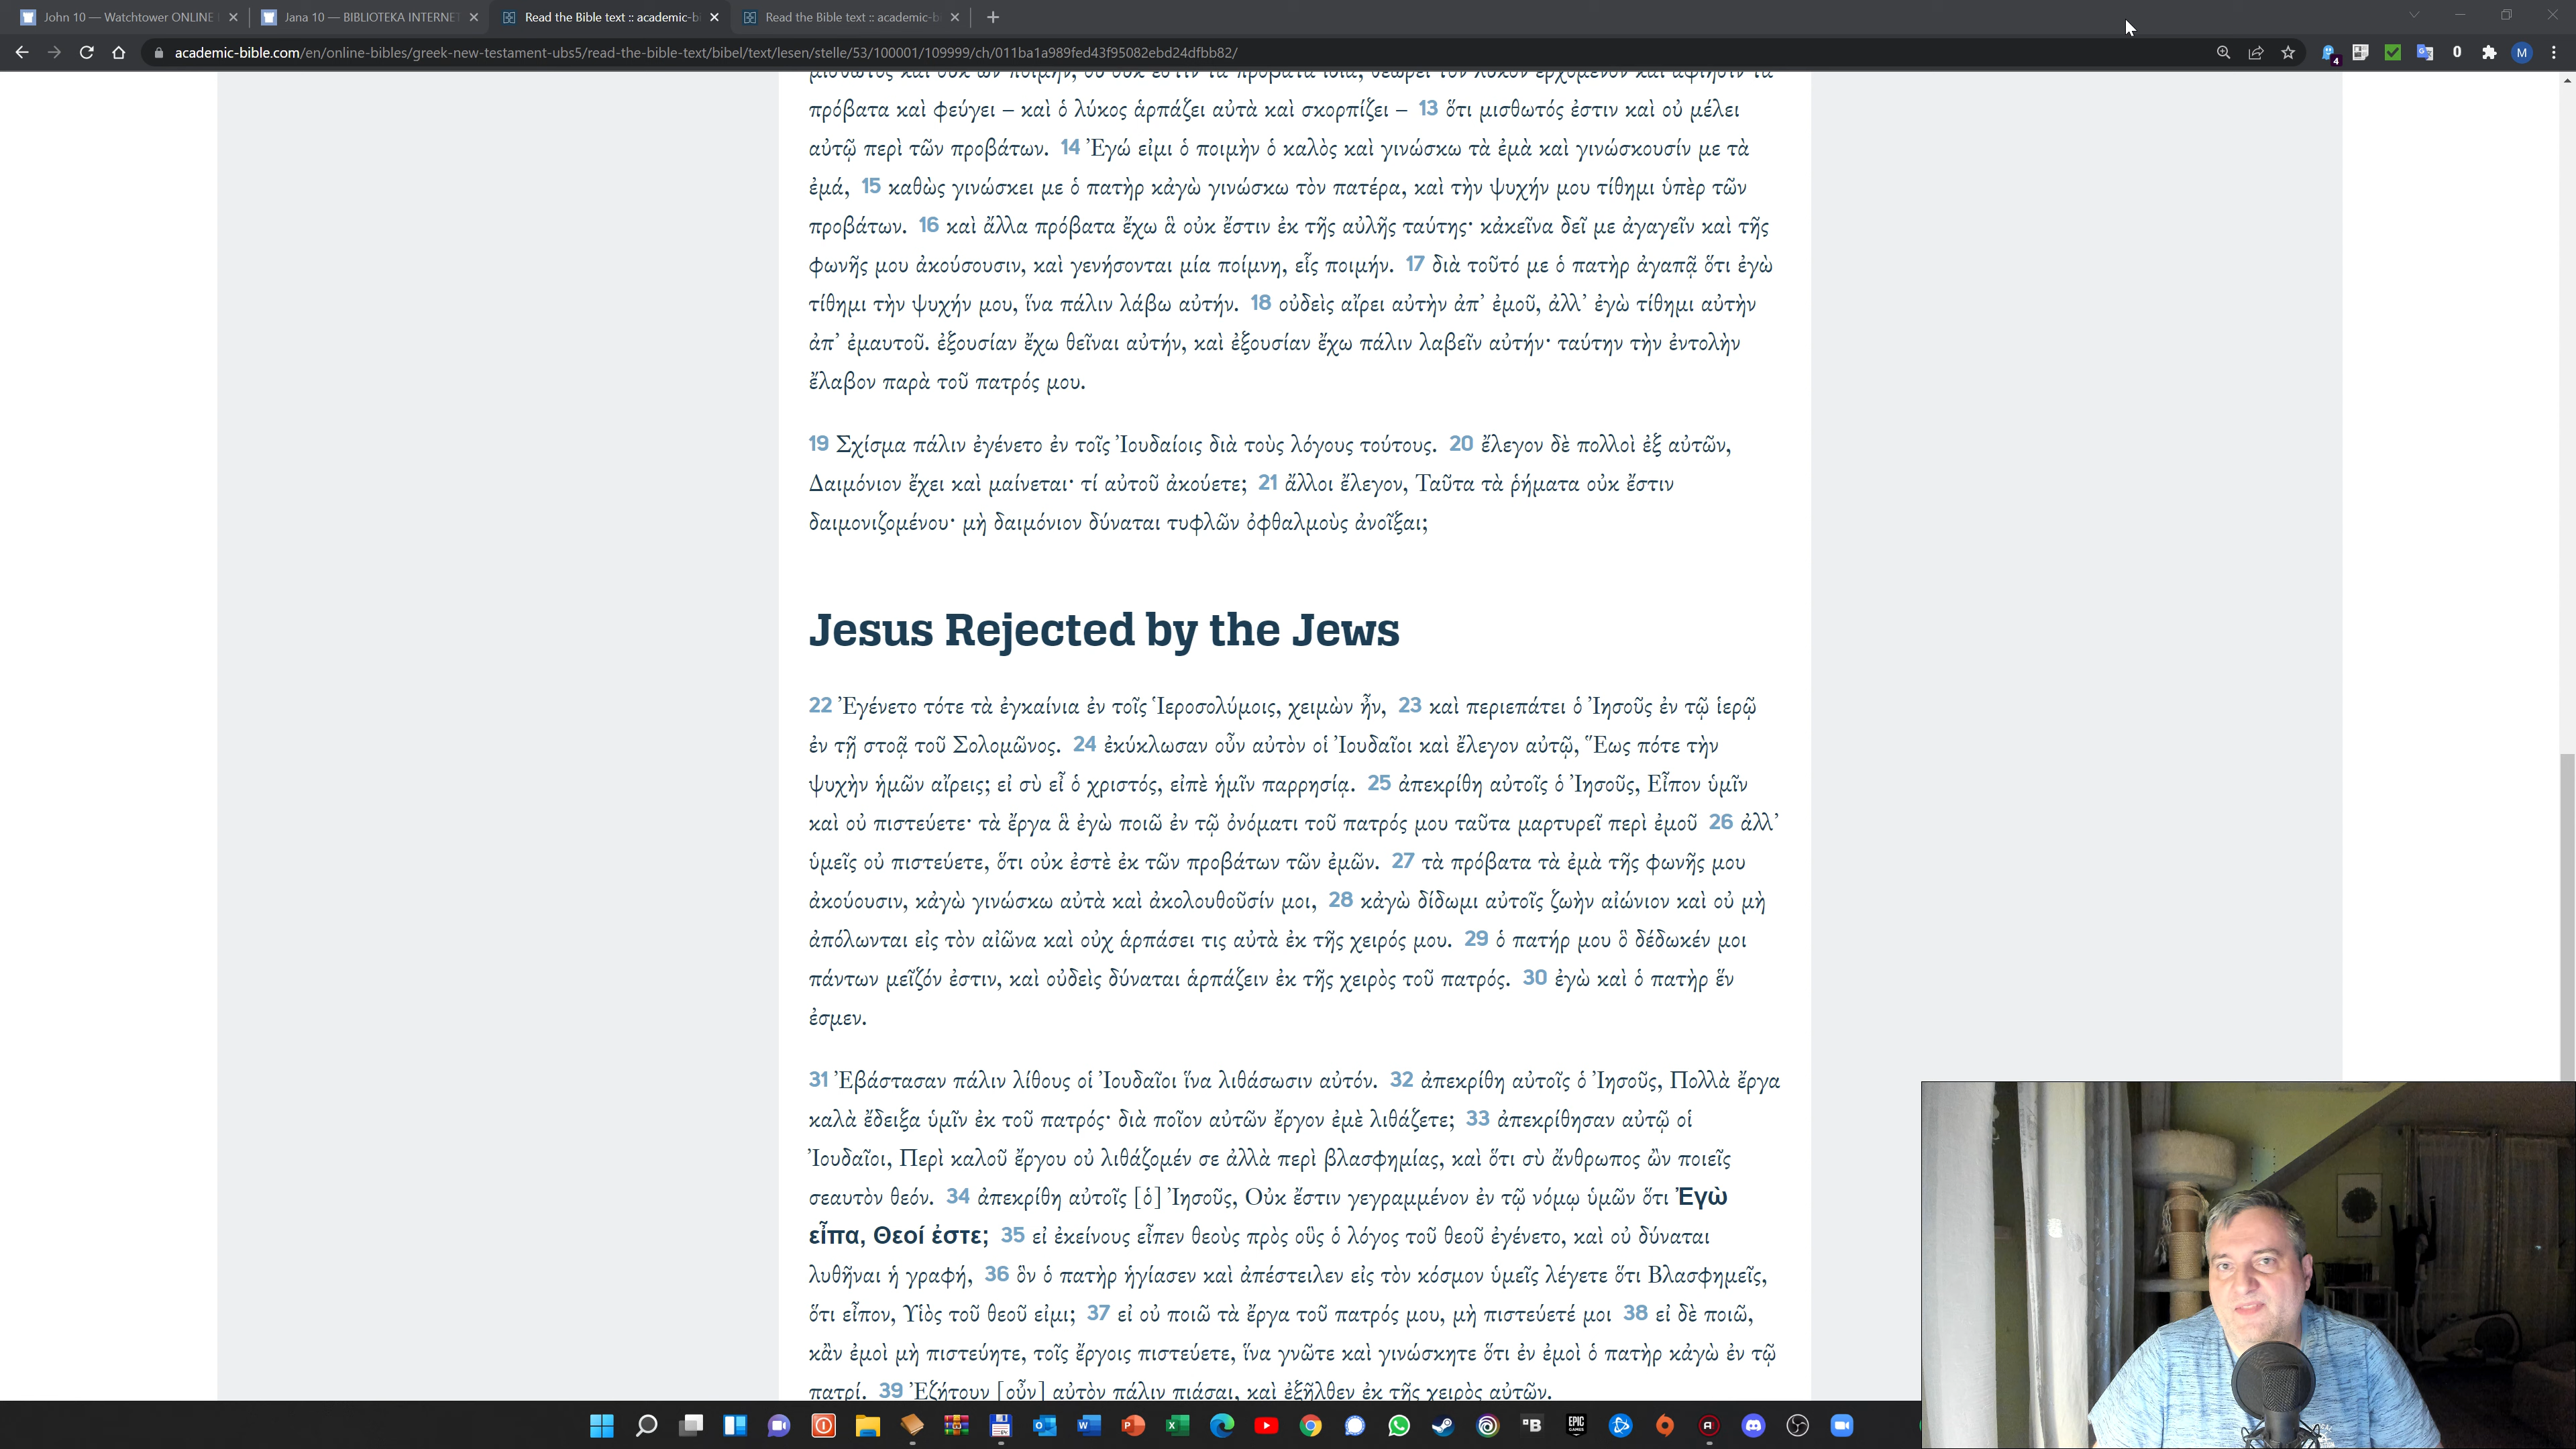 John 10 — Watchtower ONLINE
Jana 10 — BIBLIOTEKA INTERNET
Read the Bible text :: academic-b
Read the Bible text :: academic-b
academic-bible.com/en/online-bibles/greek-new-testament-ubs5/read-the-bible-text/bibel/text/lesen/stelle/53/100001/109999/ch/011ba1a989fed43f95082ebd24dfbb82/
4
0
M
μισθωτὸς καὶ οὐκ ὢν ποιμήν, οὗ οὐκ ἔστιν τὰ πρόβατα ἴδια, θεωρεῖ τὸν λύκον ἐρχόμενον καὶ ἀφίησιν τὰ
πρόβατα καὶ φεύγει – καὶ ὁ λύκος ἁρπάζει αὐτὰ καὶ σκορπίζει – 13 ὅτι μισθωτός ἐστιν καὶ οὐ μέλει
αὐτῷ περὶ τῶν προβάτων. 14 Ἐγώ εἰμι ὁ ποιμὴν ὁ καλὸς καὶ γινώσκω τὰ ἐμὰ καὶ γινώσκουσίν με τὰ
ἐμά, 15 καθὼς γινώσκει με ὁ πατὴρ κἀγὼ γινώσκω τὸν πατέρα, καὶ τὴν ψυχήν μου τίθημι ὑπὲρ τῶν
προβάτων. 16 καὶ ἄλλα πρόβατα ἔχω ἃ οὐκ ἔστιν ἐκ τῆς αὐλῆς ταύτης· κἀκεῖνα δεῖ με ἀγαγεῖν καὶ τῆς
φωνῆς μου ἀκούσουσιν, καὶ γενήσονται μία ποίμνη, εἷς ποιμήν. 17 διὰ τοῦτό με ὁ πατὴρ ἀγαπᾷ ὅτι ἐγὼ
τίθημι τὴν ψυχήν μου, ἵνα πάλιν λάβω αὐτήν. 18 οὐδεὶς αἴρει αὐτὴν ἀπ’ ἐμοῦ, ἀλλ’ ἐγὼ τίθημι αὐτὴν
ἀπ’ ἐμαυτοῦ. ἐξουσίαν ἔχω θεῖναι αὐτήν, καὶ ἐξουσίαν ἔχω πάλιν λαβεῖν αὐτήν· ταύτην τὴν ἐντολὴν
ἔλαβον παρὰ τοῦ πατρός μου.
19 Σχίσμα πάλιν ἐγένετο ἐν τοῖς Ἰουδαίοις διὰ τοὺς λόγους τούτους. 20 ἔλεγον δὲ πολλοὶ ἐξ αὐτῶν,
Δαιμόνιον ἔχει καὶ μαίνεται· τί αὐτοῦ ἀκούετε; 21 ἄλλοι ἔλεγον, Ταῦτα τὰ ῥήματα οὐκ ἔστιν
δαιμονιζομένου· μὴ δαιμόνιον δύναται τυφλῶν ὀφθαλμοὺς ἀνοῖξαι;
Jesus Rejected by the Jews
22 Ἐγένετο τότε τὰ ἐγκαίνια ἐν τοῖς Ἱεροσολύμοις, χειμὼν ἦν, 23 καὶ περιεπάτει ὁ Ἰησοῦς ἐν τῷ ἱερῷ
ἐν τῇ στοᾷ τοῦ Σολομῶνος. 24 ἐκύκλωσαν οὖν αὐτὸν οἱ Ἰουδαῖοι καὶ ἔλεγον αὐτῷ, Ἕως πότε τὴν
ψυχὴν ἡμῶν αἴρεις; εἰ σὺ εἶ ὁ χριστός, εἰπὲ ἡμῖν παρρησίᾳ. 25 ἀπεκρίθη αὐτοῖς ὁ Ἰησοῦς, Εἶπον ὑμῖν
καὶ οὐ πιστεύετε· τὰ ἔργα ἃ ἐγὼ ποιῶ ἐν τῷ ὀνόματι τοῦ πατρός μου ταῦτα μαρτυρεῖ περὶ ἐμοῦ 26 ἀλλ’
ὑμεῖς οὐ πιστεύετε, ὅτι οὐκ ἐστὲ ἐκ τῶν προβάτων τῶν ἐμῶν. 27 τὰ πρόβατα τὰ ἐμὰ τῆς φωνῆς μου
ἀκούουσιν, κἀγὼ γινώσκω αὐτὰ καὶ ἀκολουθοῦσίν μοι, 28 κἀγὼ δίδωμι αὐτοῖς ζωὴν αἰώνιον καὶ οὐ μὴ
ἀπόλωνται εἰς τὸν αἰῶνα καὶ οὐχ ἁρπάσει τις αὐτὰ ἐκ τῆς χειρός μου. 29 ὁ πατήρ μου ὃ δέδωκέν μοι
πάντων μεῖζόν ἐστιν, καὶ οὐδεὶς δύναται ἁρπάζειν ἐκ τῆς χειρὸς τοῦ πατρός. 30 ἐγὼ καὶ ὁ πατὴρ ἕν
ἐσμεν.
31 Ἐβάστασαν πάλιν λίθους οἱ Ἰουδαῖοι ἵνα λιθάσωσιν αὐτόν. 32 ἀπεκρίθη αὐτοῖς ὁ Ἰησοῦς, Πολλὰ ἔργα
καλὰ ἔδειξα ὑμῖν ἐκ τοῦ πατρός· διὰ ποῖον αὐτῶν ἔργον ἐμὲ λιθάζετε; 33 ἀπεκρίθησαν αὐτῷ οἱ
Ἰουδαῖοι, Περὶ καλοῦ ἔργου οὐ λιθάζομέν σε ἀλλὰ περὶ βλασφημίας, καὶ ὅτι σὺ ἄνθρωπος ὢν ποιεῖς
σεαυτὸν θεόν. 34 ἀπεκρίθη αὐτοῖς [ὁ] Ἰησοῦς, Οὐκ ἔστιν γεγραμμένον ἐν τῷ νόμῳ ὑμῶν ὅτι Ἐγὼ
εἶπα, Θεοί ἐστε; 35 εἰ ἐκείνους εἶπεν θεοὺς πρὸς οὓς ὁ λόγος τοῦ θεοῦ ἐγένετο, καὶ οὐ δύναται
λυθῆναι ἡ γραφή, 36 ὃν ὁ πατὴρ ἡγίασεν καὶ ἀπέστειλεν εἰς τὸν κόσμον ὑμεῖς λέγετε ὅτι Βλασφημεῖς,
ὅτι εἶπον, Υἱὸς τοῦ θεοῦ εἰμι; 37 εἰ οὐ ποιῶ τὰ ἔργα τοῦ πατρός μου, μὴ πιστεύετέ μοι 38 εἰ δὲ ποιῶ,
κἂν ἐμοὶ μὴ πιστεύητε, τοῖς ἔργοις πιστεύετε, ἵνα γνῶτε καὶ γινώσκητε ὅτι ἐν ἐμοὶ ὁ πατὴρ κἀγὼ ἐν τῷ
πατρί. 39 Ἐζήτουν [οὖν] αὐτὸν πάλιν πιάσαι, καὶ ἐξῆλθεν ἐκ τῆς χειρὸς αὐτῶν.
EPIC
GAMES